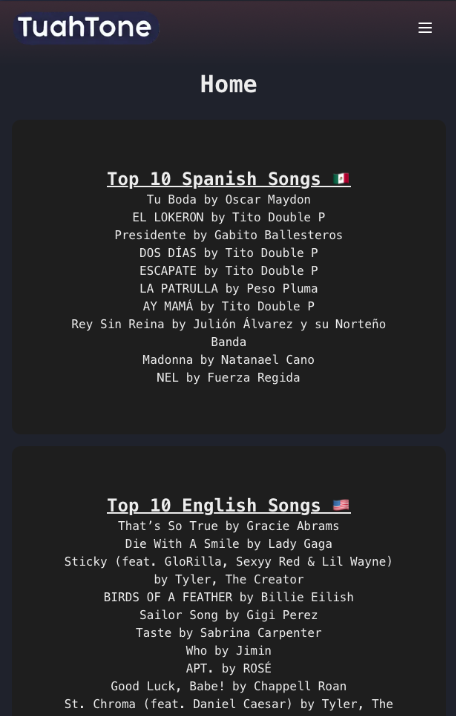 TuahTone
Home
Top 10 Spanish Songs 🇲🇽
Tu Boda by Oscar Maydon
EL LOKERON by Tito Double P
Presidente by Gabito Ballesteros
DOS DÍAS by Tito Double P
ESCAPATE by Tito Double P
LA PATRULLA by Peso Pluma
AY MAMÁ by Tito Double P
Rey Sin Reina by Julión Álvarez y su Norteño
Banda
Madonna by Natanael Cano
NEL by Fuerza Regida
Top 10 English Songs 🇺🇸
That’s So True by Gracie Abrams
Die With A Smile by Lady Gaga
Sticky (feat. GloRilla, Sexyy Red & Lil Wayne)
by Tyler, The Creator
BIRDS OF A FEATHER by Billie Eilish
Sailor Song by Gigi Perez
Taste by Sabrina Carpenter
Who by Jimin
APT. by ROSÉ
Good Luck, Babe! by Chappell Roan
St. Chroma (feat. Daniel Caesar) by Tyler, The